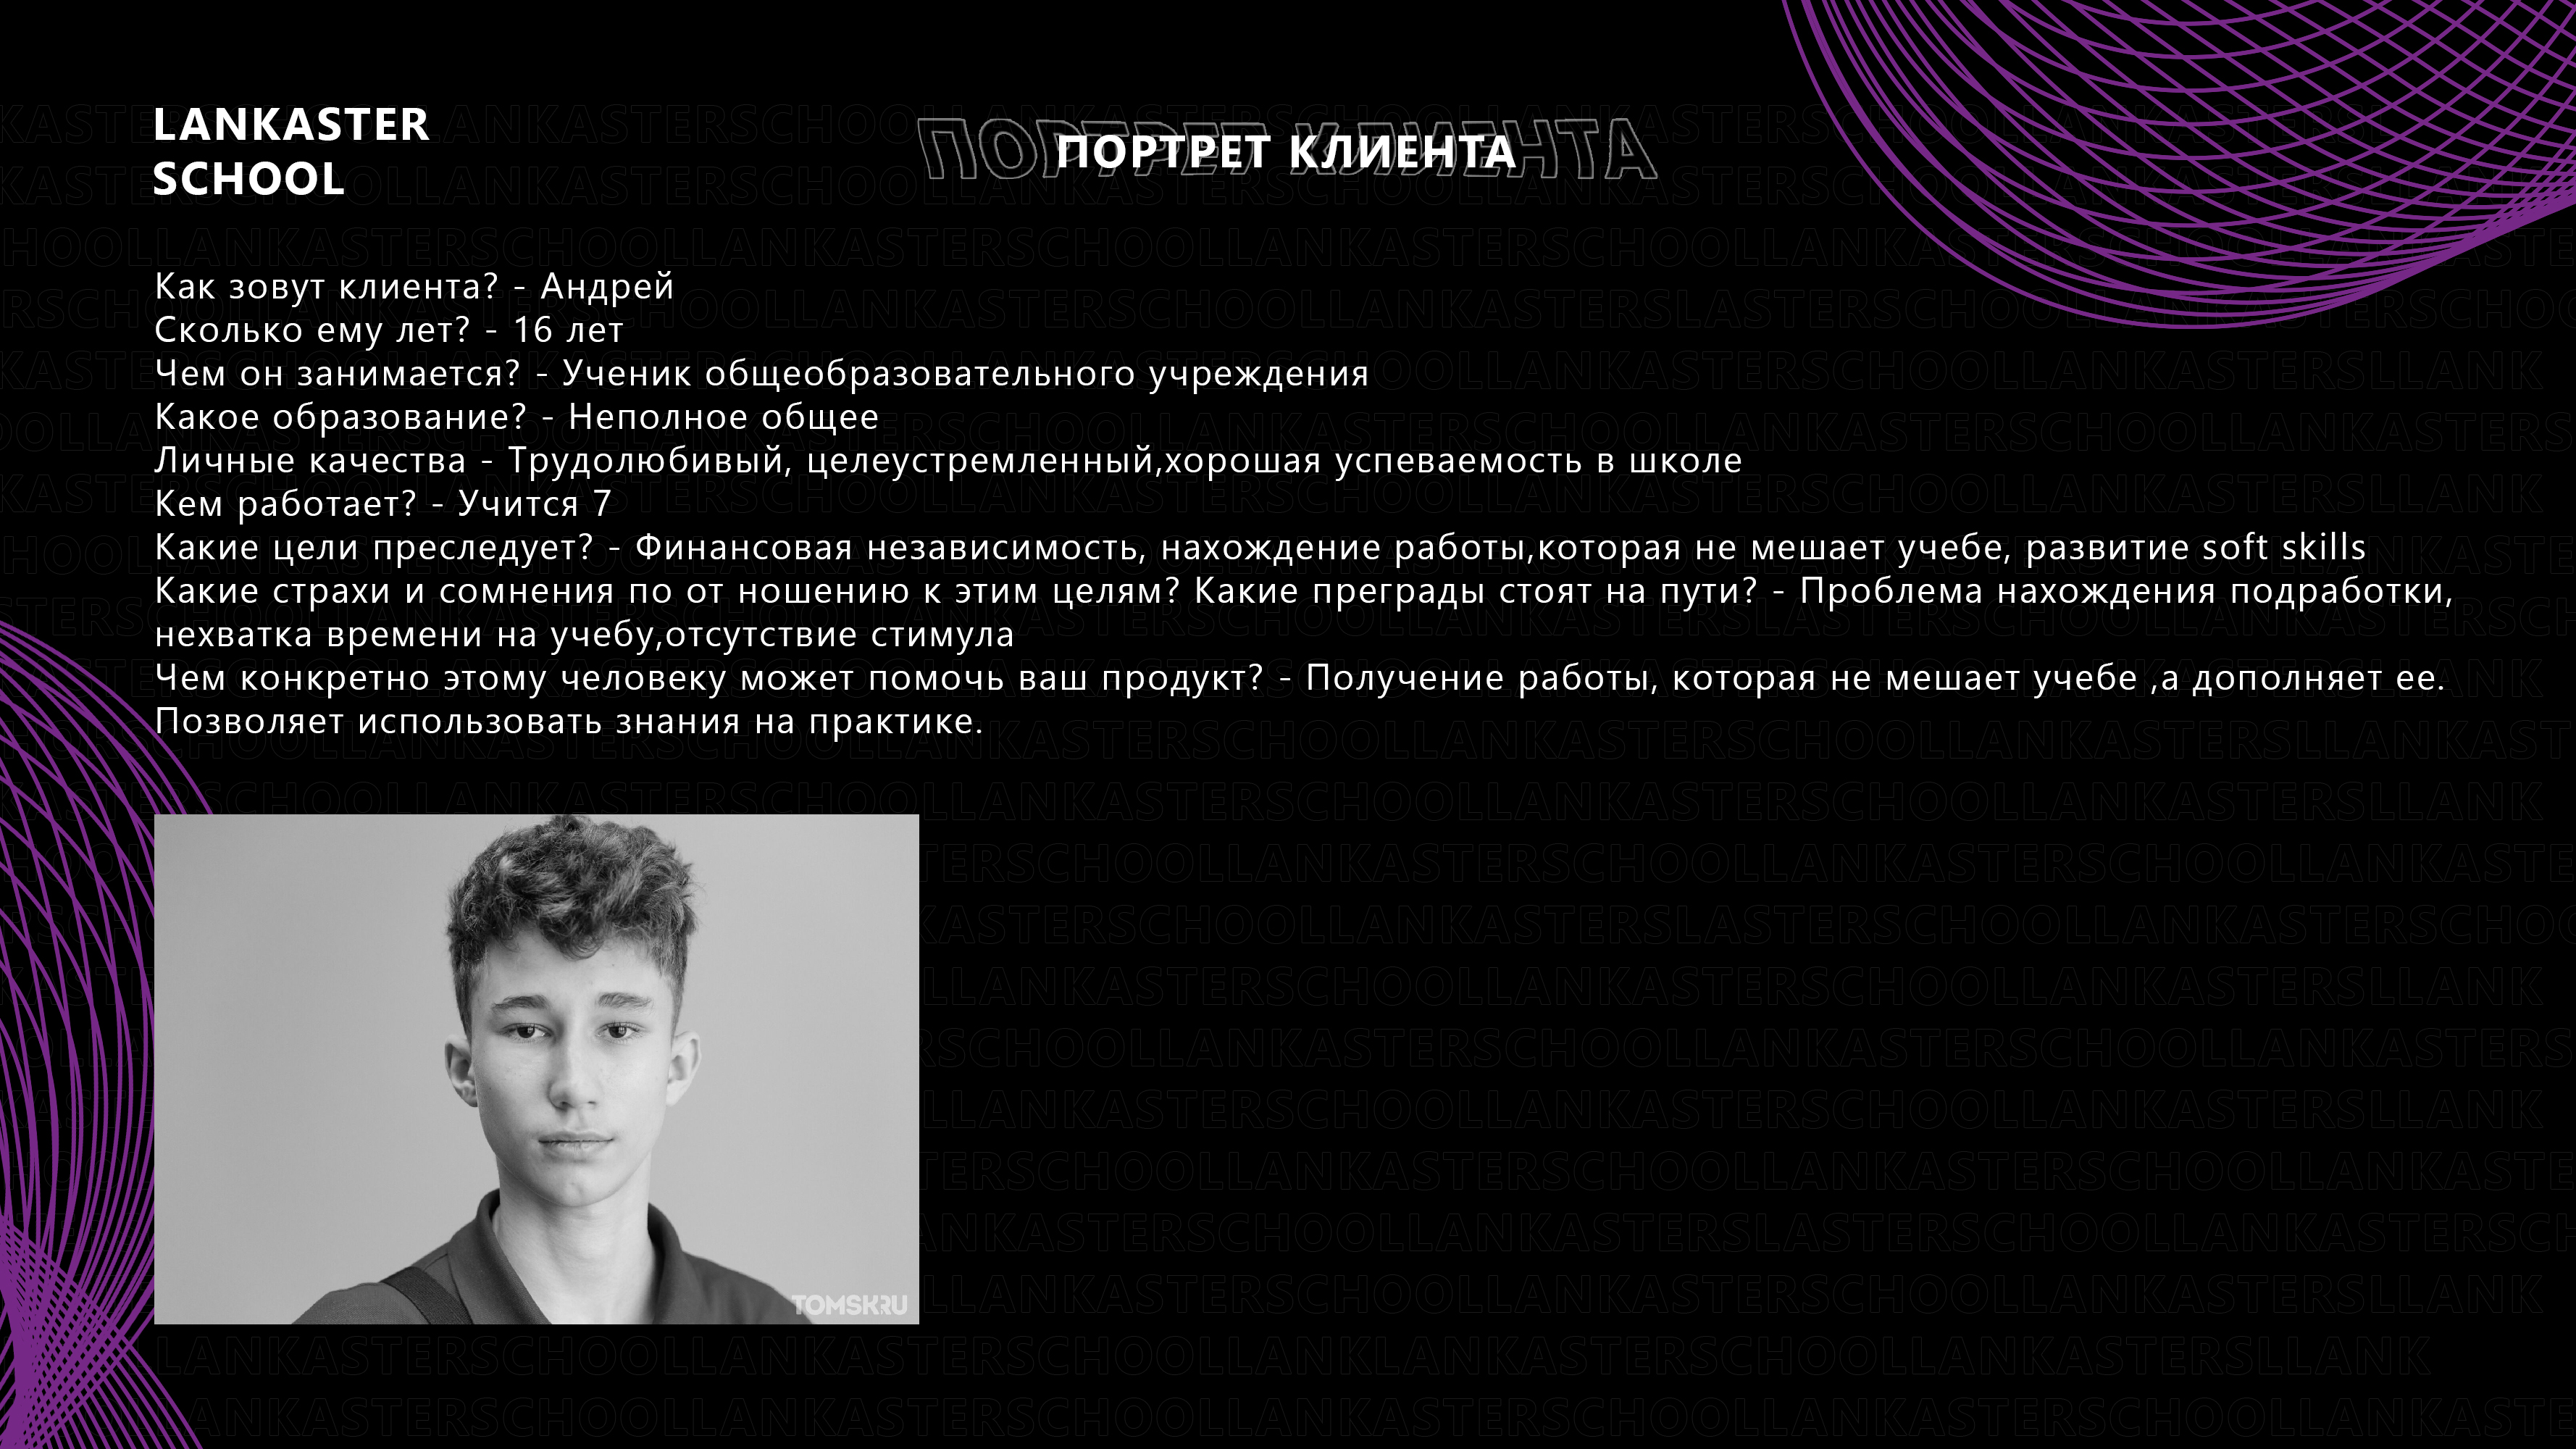 LANKASTER
SCHOOL
ПОРТРЕТ КЛИЕНТА
Как зовут клиента? - Андрей
Сколько ему лет? - 16 лет
Чем он занимается? - Ученик общеобразовательного учреждения
Какое образование? - Неполное общее
Личные качества - Трудолюбивый, целеустремленный,хорошая успеваемость в школе
Кем работает? - Учится 7
Какие цели преследует? - Финансовая независимость, нахождение работы,которая не мешает учебе, развитие soft skills
Какие страхи и сомнения по от ношению к этим целям? Какие преграды стоят на пути? - Проблема нахождения подработки,
нехватка времени на учебу,отсутствие стимула
Чем конкретно этому человеку может помочь ваш продукт? - Получение работы, которая не мешает учебе ,а дополняет ее.
Позволяет использовать знания на практике.
TOMSK.RU